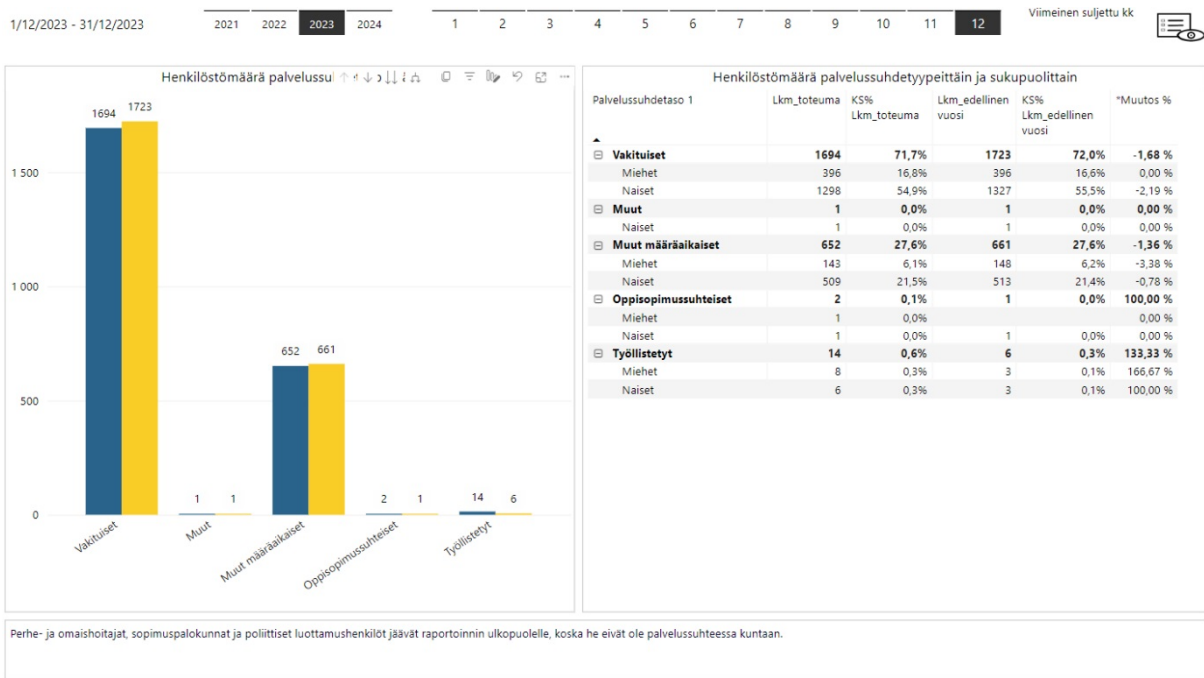 1/12/2023 - 31/12/2023
2021 2022 2023 2024
1 2 3 4 5 6 7 8 9 10 11 12
Viimeinen suljettu kk
Henkilöstömäärä palvelussu
1694 1723
1 500
1 000
652 661
500
1 1
2 1
14 6
0
Vakituiset
Muut
Muut määräaikaiset
Oppisopimussuhteiset
Työllistetyt
Henkilöstömäärä palvelussuhdetyypeittäin ja sukupuolittain
Palvelussuhdetaso 1 Lkm_toteuma KS% Lkm_edellinen KS% *Muutos %
Lkm_toteuma vuosi Lkm_edellinen
vuosi
Vakituiset 1694 71,7% 1723 72,0% -1,68 %
Miehet 396 16,8% 396 16,6% 0,00 %
Naiset 1298 54,9% 1327 55,5% -2,19 %
Muut 1 0,0% 1 0,0% 0,00 %
Naiset 1 0,0% 1 0,0% 0,00 %
Muut määräaikaiset 652 27,6% 661 27,6% -1,36 %
Miehet 143 6,1% 148 6,2% -3,38 %
Naiset 509 21,5% 513 21,4% -0,78 %
Oppisopimussuhteiset 2 0,1% 1 0,0% 100,00 %
Miehet 1 0,0% 0,00 %
Naiset 1 0,0% 1 0,0% 0,00 %
Työllistetyt 14 0,6% 6 0,3% 133,33 %
Miehet 8 0,3% 3 0,1% 166,67 %
Naiset 6 0,3% 3 0,1% 100,00 %
Perhe- ja omaishoitajat, sopimuspalokunnat ja poliittiset luottamushenkilöt jäävät raportoinnin ulkopuolelle, koska he eivät ole palvelussuhteessa kuntaan.